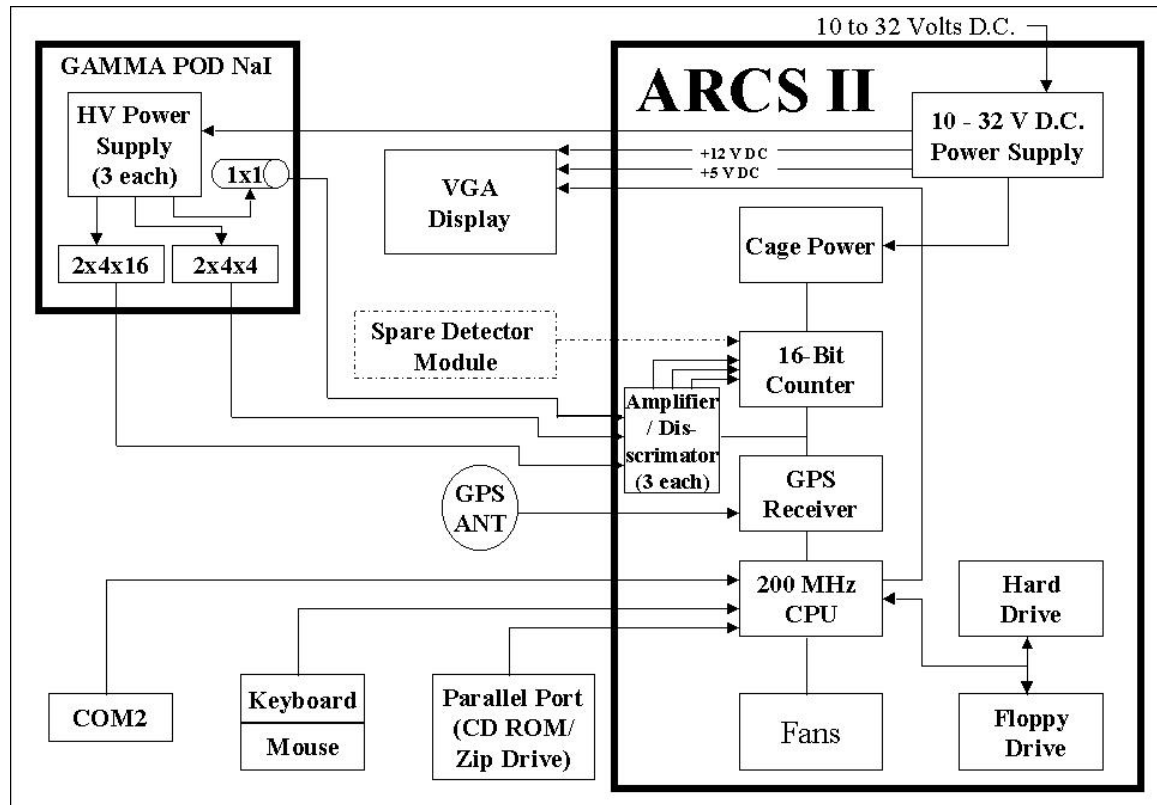 10 to 32 Volts D.C.
GAMMA POD NaI
HV Power
Supply
(3 each)
1x1
2x4x16
2x4x4
ARCS II
10 - 32 V D.C.
Power Supply
+12 V DC
+5 V DC
VGA
Display
Cage Power
Spare Detector
Module
16-Bit
Counter
Amplifier
/ Dis-
scrimator
(3 each)
GPS
ANT
GPS
Receiver
200 MHz
CPU
Hard
Drive
COM2
Keyboard
Mouse
Parallel Port
(CD ROM/
Zip Drive)
Fans
Floppy
Drive